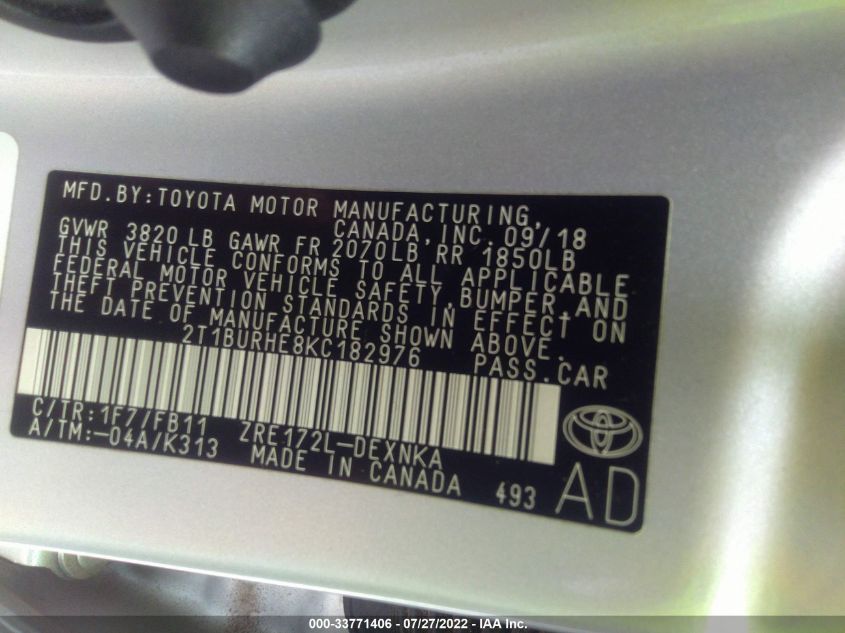 MFD.BY:TOYOTA MOTOR MANUFACTURING,
CANADA,INC. 09/18
GVWR 3820 LB GAWR FR 2070LB RR 1850LB
THIS VEHICLE CONFORMS TO ALL APPLICABLE
FEDERAL MOTOR VEHICLE SAFETY,BUMPER,AND
THEFT PREVENTION STANDARDS IN EFFECT ON
THE DATE OF MANUFACTURE SHOWN ABOVE.
2T1BURHE8KC182976 PASS.CAR
C/TR:1F7/FB11 ZRE172L-DEXNKA
A/TM:-04A/K313 MADE IN CANADA 493
AD
000-33771406 - 07/27/2022 - IAA Inc.